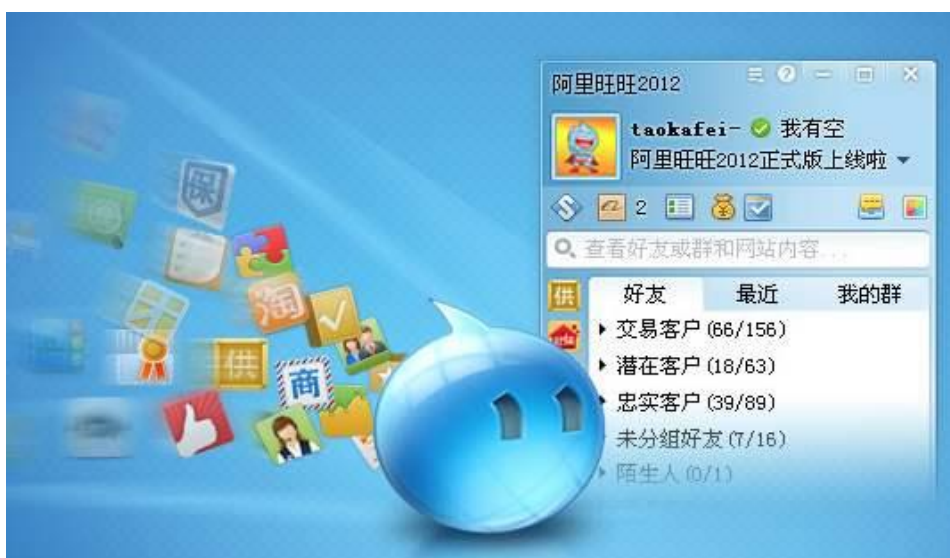 阿里旺旺2012
taokafei- 我有空
阿里旺旺2012正式版上线啦
2
查看好友或群和网站内容...
好友 最近 我的群
交易客户(66/156)
潜在客户(18/63)
忠实客户(39/89)
未分组好友(7/16)
陌生人(0/1)
保
淘
供
商
供